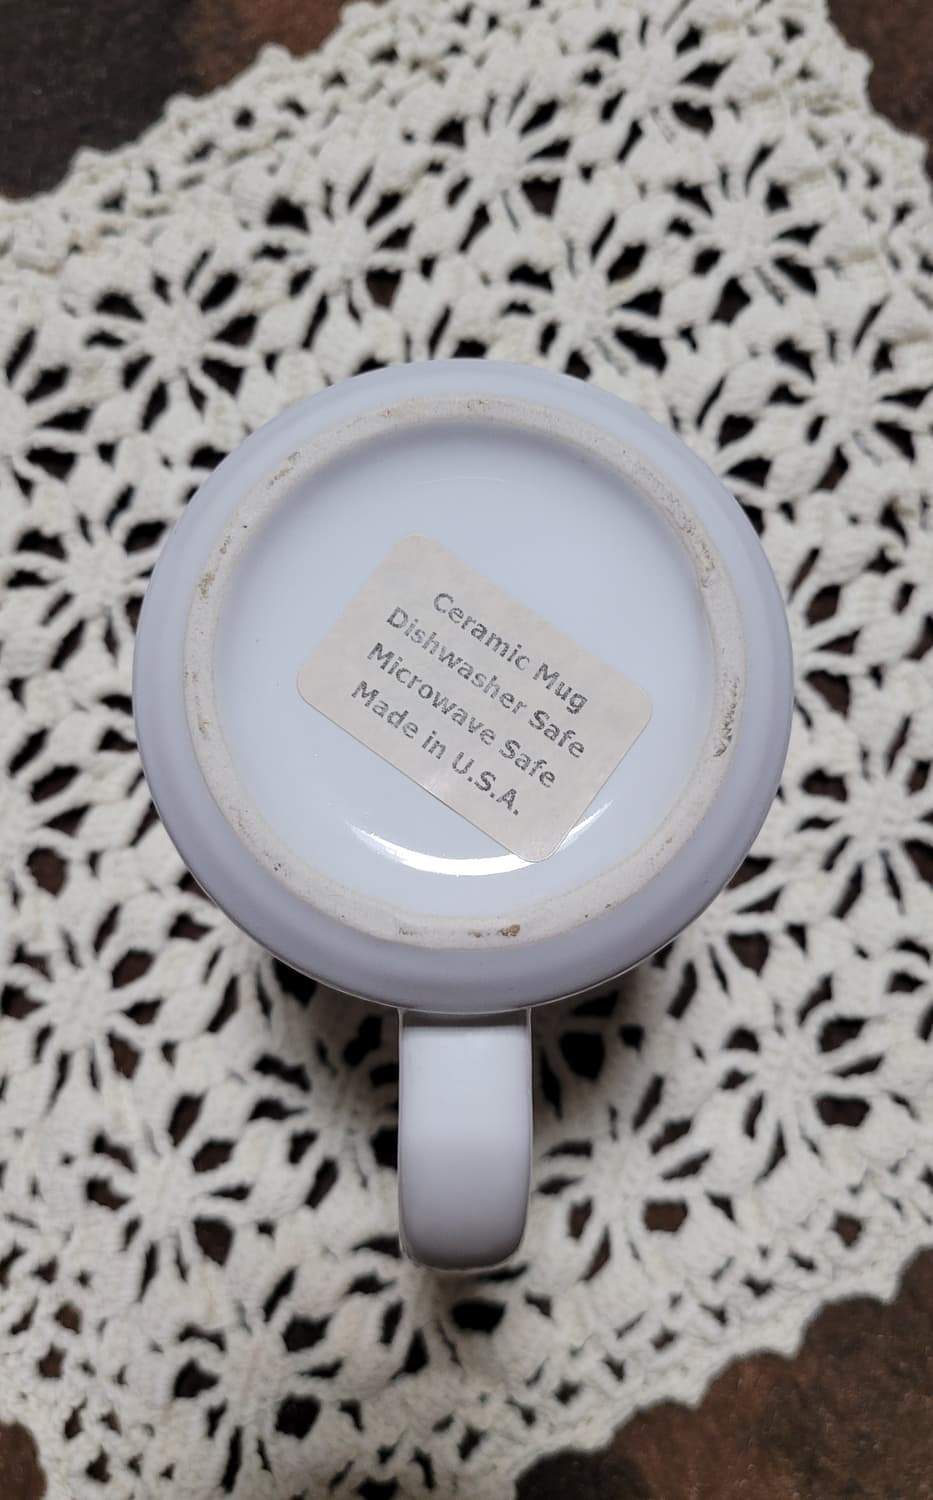 Ceramic Mug
Dishwasher Safe
Microwave Safe
Made in U.S.A.